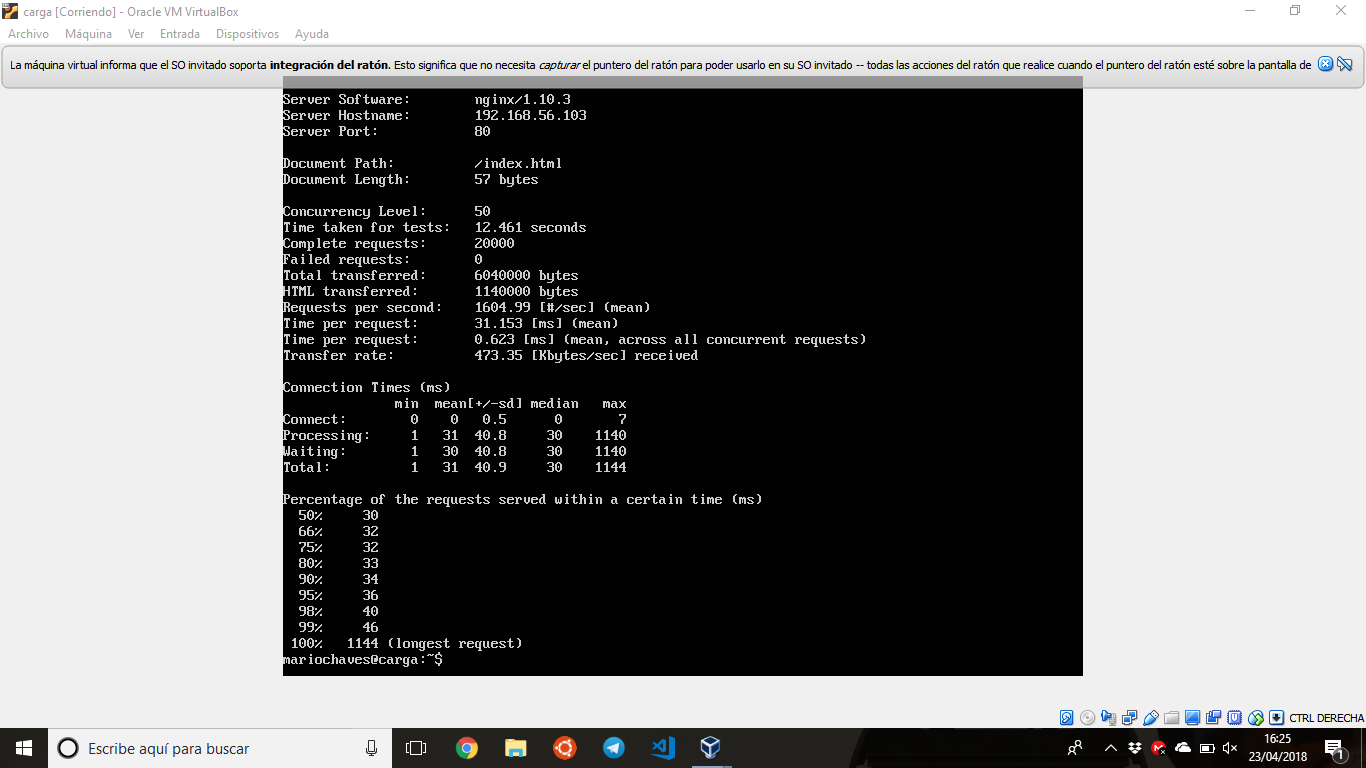 carga [Corriendo] - Oracle VM VirtualBox
Archivo Máquina Ver Entrada Dispositivos Ayuda
La máquina virtual informa que el SO invitado soporta integración del ratón. Esto significa que no necesita capturar el puntero del ratón para poder usarlo en su SO invitado -- todas las acciones del ratón que realice cuando el puntero del ratón esté sobre la pantalla de
Server Software: nginx/1.10.3
Server Hostname: 192.168.56.103
Server Port: 80
Document Path: /index.html
Document Length: 57 bytes
Concurrency Level: 50
Time taken for tests: 12.461 seconds
Complete requests: 20000
Failed requests: 0
Total transferred: 6040000 bytes
HTML transferred: 1140000 bytes
Requests per second: 1604.99 [#/sec] (mean)
Time per request: 31.153 [ms] (mean)
Time per request: 0.623 [ms] (mean, across all concurrent requests)
Transfer rate: 473.35 [Kbytes/sec] received
Connection Times (ms)
min mean[+/-sd] median max
Connect: 0 0 0.5 0 7
Processing: 1 31 40.8 30 1140
Waiting: 1 30 40.8 30 1140
Total: 1 31 40.9 30 1144
Percentage of the requests served within a certain time (ms)
50% 30
66% 32
75% 32
80% 33
90% 34
95% 36
98% 40
99% 46
100% 1144 (longest request)
mariochaves@carga:~$
CTRL DERECHA
Escribe aquí para buscar
16:25
23/04/2018
1